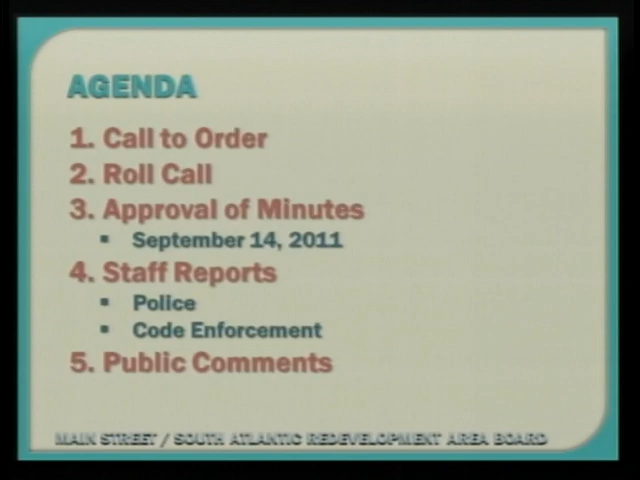 AGENDA
1. Call to Order
2. Roll Call
3. Approval of Minutes
▪ September 14, 2011
4. Staff Reports
▪ Police
▪ Code Enforcement
5. Public Comments
MAIN STREET / SOUTH ATLANTIC REDEVELOPMENT AREA BOARD